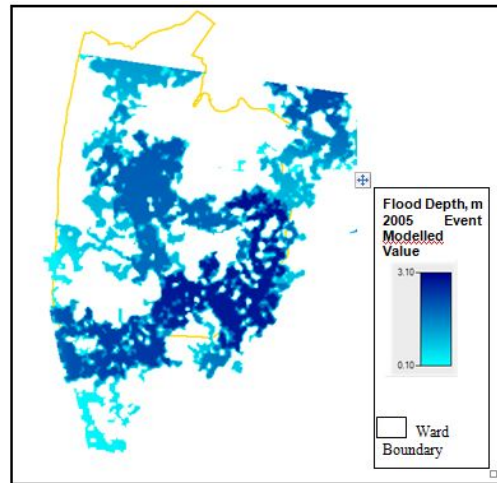 Flood Depth, m
2005 Event
Modelled
Value
3.10
0.10
Ward
Boundary